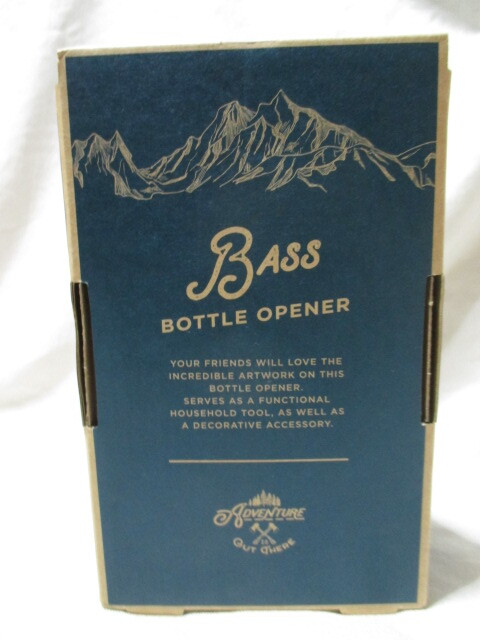 Bass
BOTTLE OPENER
YOUR FRIENDS WILL LOVE THE
INCREDIBLE ARTWORK ON THIS
BOTTLE OPENER.
SERVES AS A FUNCTIONAL
HOUSEHOLD TOOL, AS WELL AS
A DECORATIVE ACCESSORY.
ADVENTURE
OUT THERE